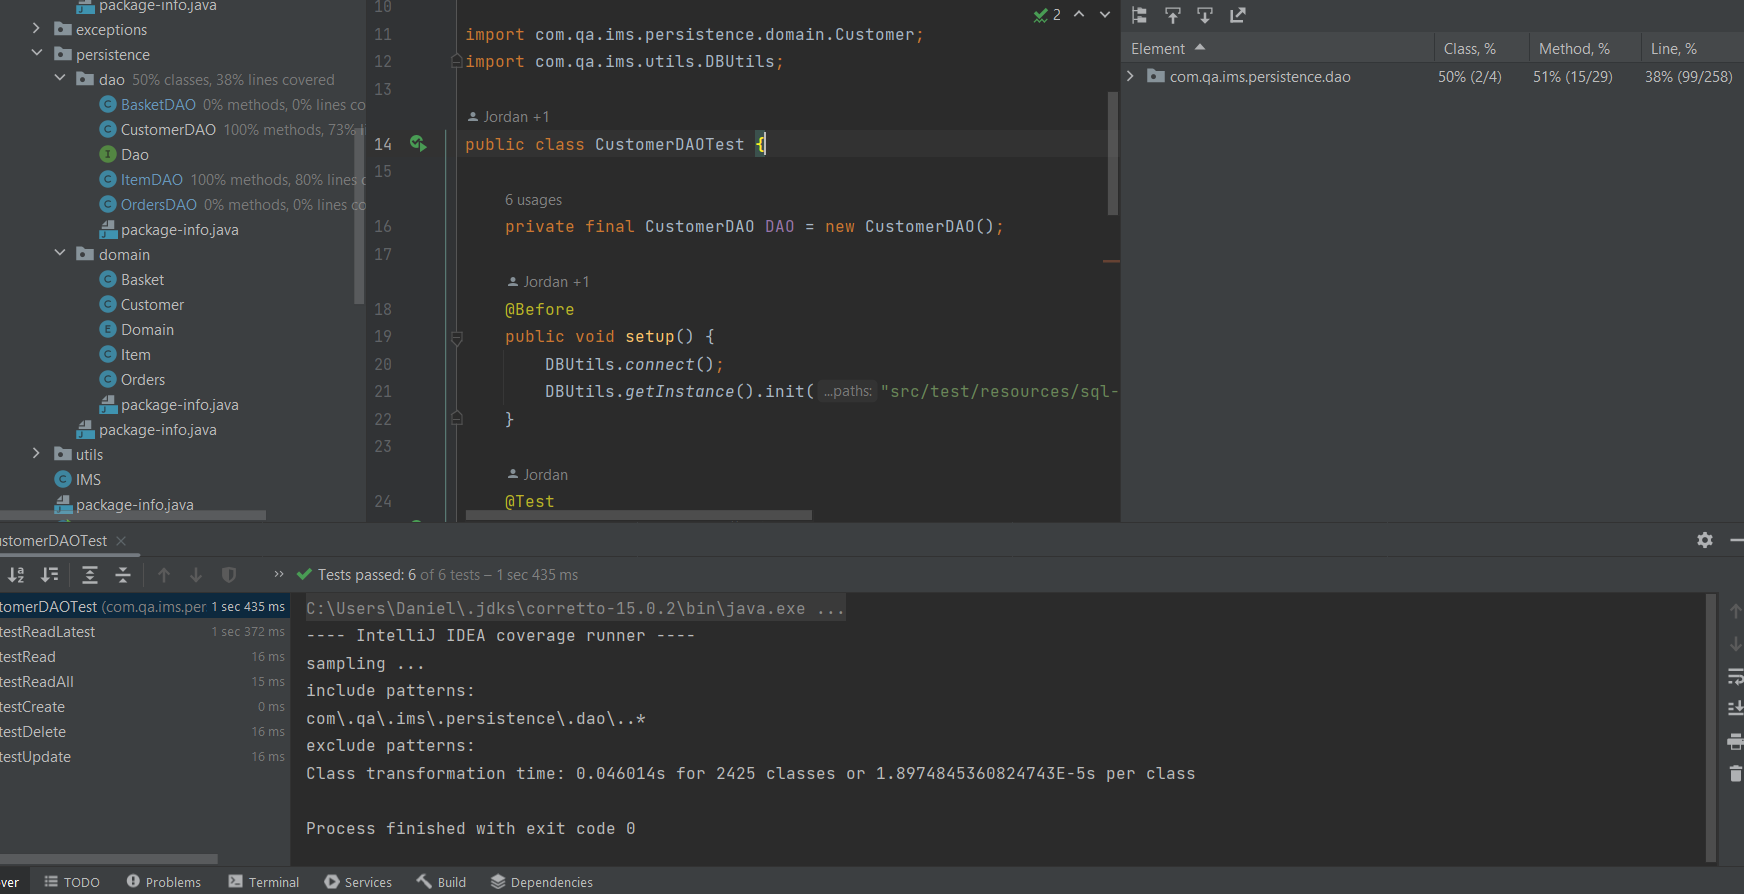 package-info.java
exceptions
persistence
dao 50% classes, 38% lines covered
BasketDAO 0% methods, 0% lines co
CustomerDAO 100% methods, 73% l
Dao
ItemDAO 100% methods, 80% lines c
OrdersDAO 0% methods, 0% lines co
package-info.java
domain
Basket
Customer
Domain
Item
Orders
package-info.java
package-info.java
utils
IMS
package-info.java
10
11 import com.qa.ims.persistence.domain.Customer;
12 import com.qa.ims.utils.DBUtils;
13
Jordan +1
14 public class CustomerDAOTest {
15
6 usages
16 private final CustomerDAO DAO = new CustomerDAO();
17
Jordan +1
18 @Before
19 public void setup() {
20 DBUtils.connect();
21 DBUtils.getInstance().init( ...paths: "src/test/resources/sql-
22 }
23
Jordan
24 @Test
2
Element Class, % Method, % Line, %
com.qa.ims.persistence.dao 50% (2/4) 51% (15/29) 38% (99/258)
stomerDAOTest
Tests passed: 6 of 6 tests – 1 sec 435 ms
tomerDAOTest (com.qa.ims.per 1 sec 435 ms
testReadLatest 1 sec 372 ms
testRead 16 ms
testReadAll 15 ms
testCreate 0 ms
testDelete 16 ms
testUpdate 16 ms
C:\Users\Daniel\.jdks\corretto-15.0.2\bin\java.exe ...
---- IntelliJ IDEA coverage runner ----
sampling ...
include patterns:
com\.qa\.ims\.persistence\.dao\..*
exclude patterns:
Class transformation time: 0.046014s for 2425 classes or 1.8974845360824743E-5s per class
Process finished with exit code 0
ver TODO Problems Terminal Services Build Dependencies